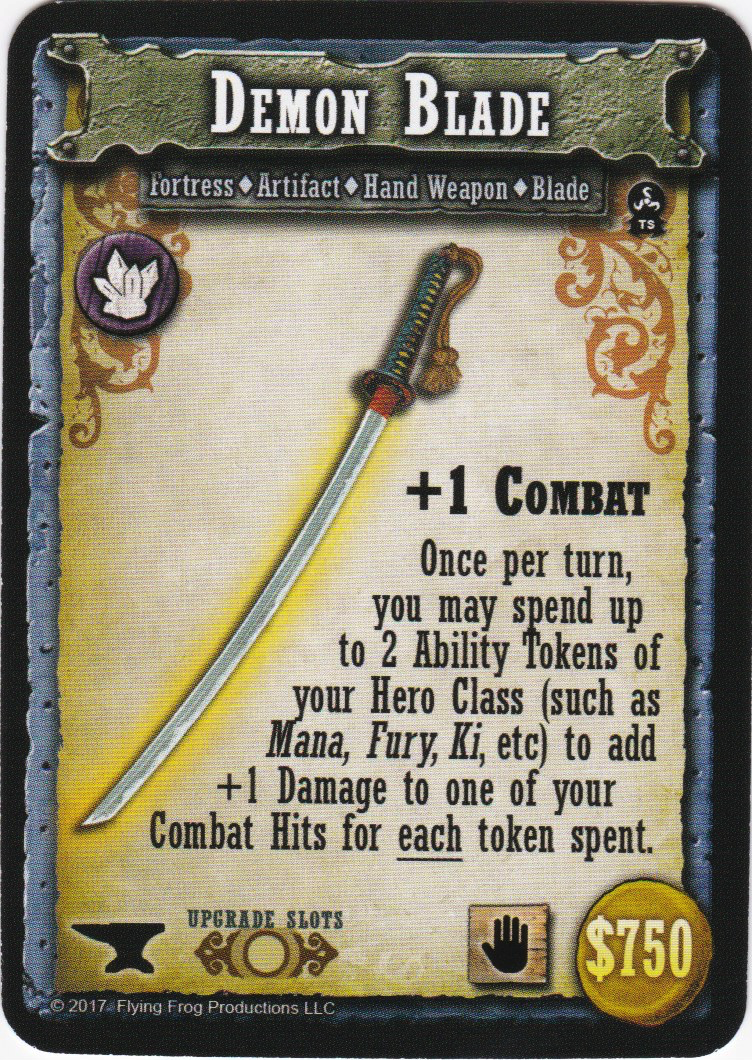 DEMON BLADE
Fortress◆Artifact◆Hand Weapon◆Blade
TS
+1 COMBAT
Once per turn,
you may spend up
to 2 Ability Tokens of
your Hero Class (such as
Mana, Fury, Ki, etc) to add
+1 Damage to one of your
Combat Hits for each token spent.
UPGRADE SLOTS
$750
© 2017 Flying Frog Productions LLC